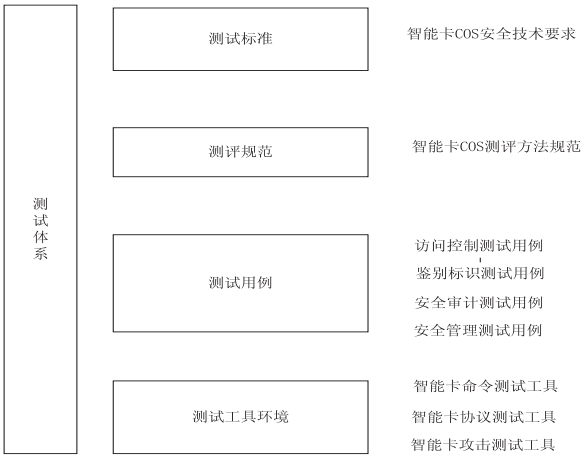 测试体系
测试标准
智能卡COS安全技术要求
测评规范
智能卡COS测评方法规范
测试用例
访问控制测试用例
鉴别标识测试用例
安全审计测试用例
安全管理测试用例
测试工具环境
智能卡命令测试工具
智能卡协议测试工具
智能卡攻击测试工具